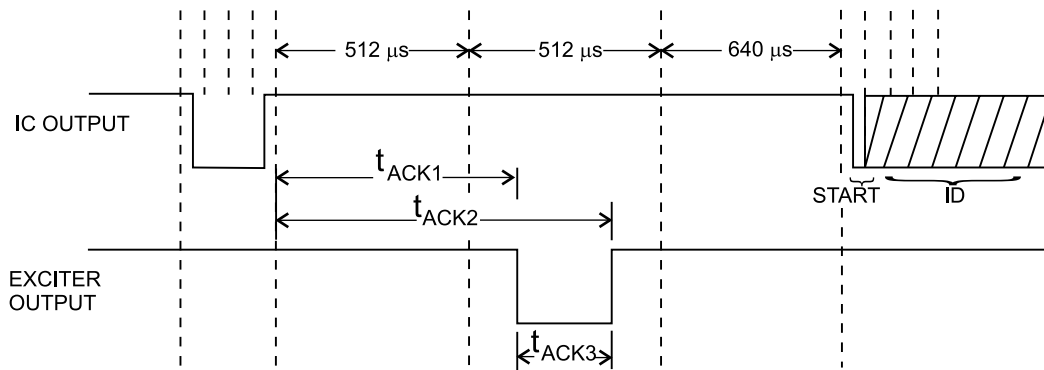 512 μs
512 μs
640 μs
IC OUTPUT
tACK1
tACK2
START
ID
EXCITER
OUTPUT
tACK3